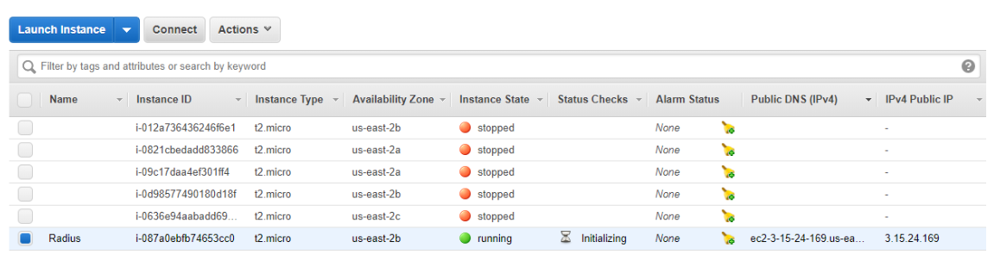 Launch Instance Connect Actions
Filter by tags and attributes or search by keyword
Name Instance ID Instance Type Availability Zone Instance State Status Checks Alarm Status Public DNS (IPv4) IPv4 Public IP
i-012a736436246f6e1 t2.micro us-east-2b stopped None -
i-0821cbedadd833866 t2.micro us-east-2a stopped None -
i-09c17daa4ef301ff4 t2.micro us-east-2a stopped None -
i-0d98577490180d18f t2.micro us-east-2b stopped None -
i-0636e94aabadd69... t2.micro us-east-2c stopped None -
Radius i-087a0ebfb74653cc0 t2.micro us-east-2b running Initializing None ec2-3-15-24-169.us-ea... 3.15.24.169